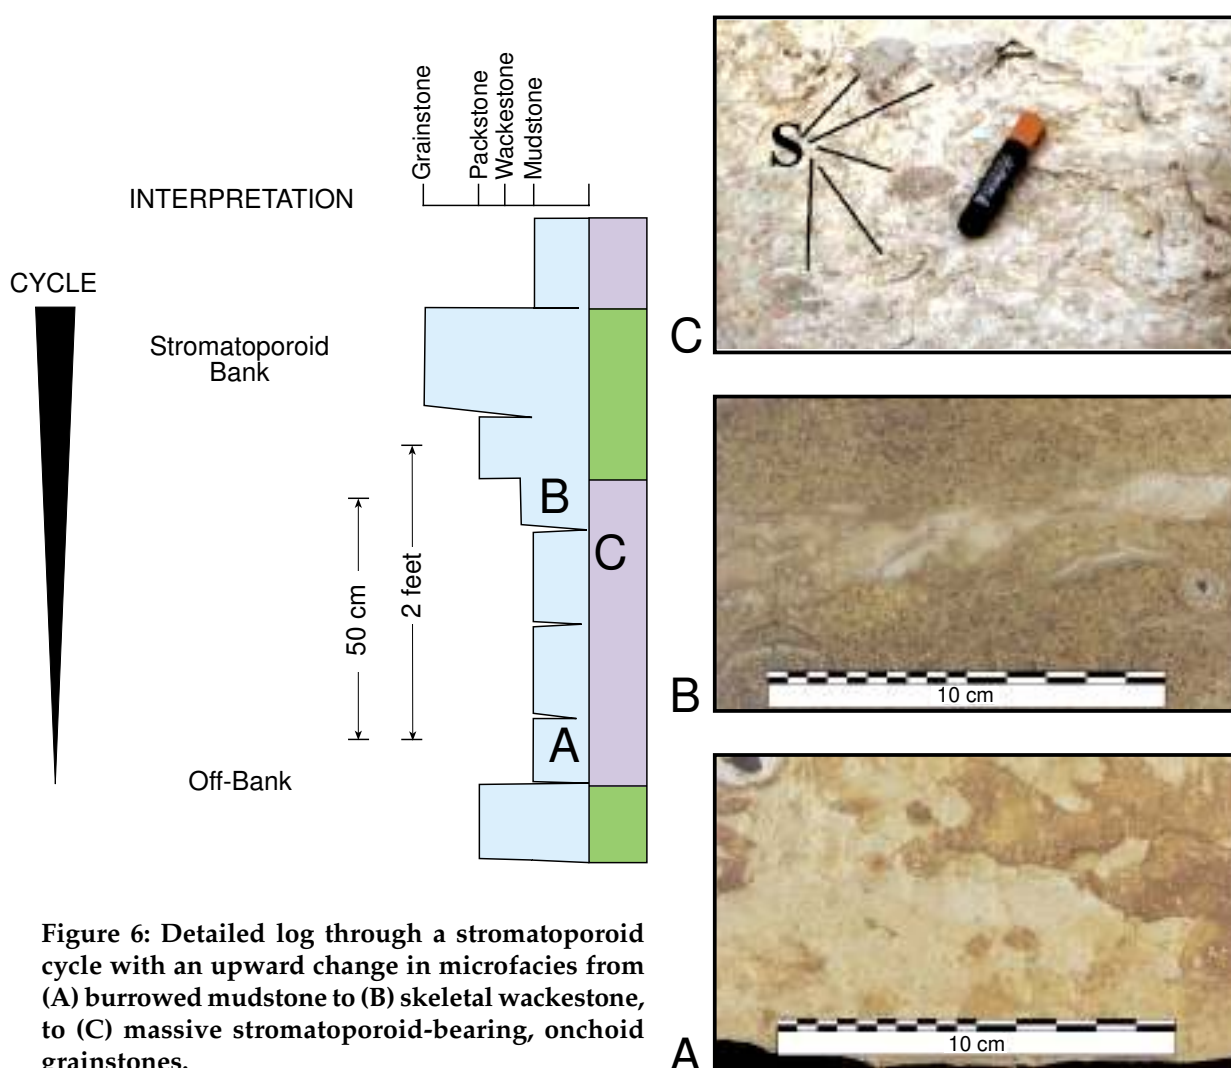 Grainstone
Packstone
Wackestone
Mudstone
INTERPRETATION
CYCLE
Stromatoporoid
Bank
B
C
50 cm
2 feet
A
Off-Bank
S
C
10 cm
B
10 cm
A
Figure 6: Detailed log through a stromatoporoid
cycle with an upward change in microfacies from
(A) burrowed mudstone to (B) skeletal wackestone,
to (C) massive stromatoporoid-bearing, onchoid
grainstones.